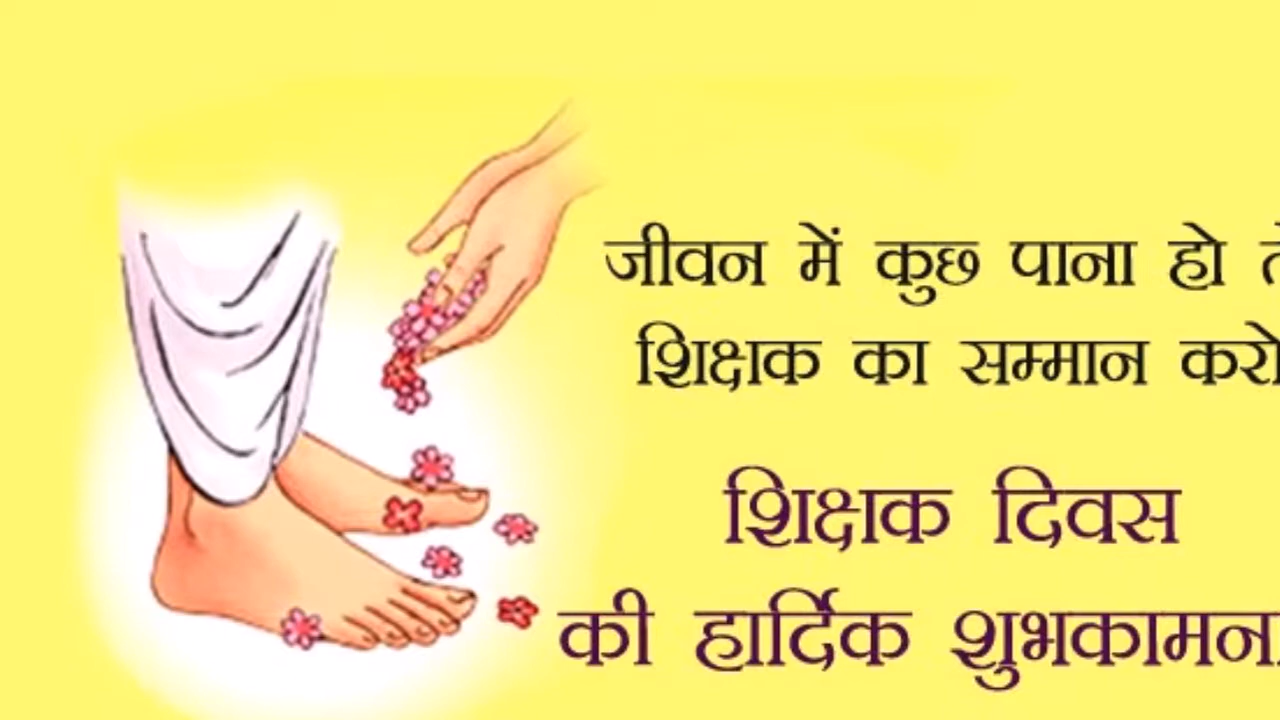 जीवन में कुछ पाना हो
शिक्षक का सम्मान करो
शिक्षक दिवस
की हार्दिक शुभकामना